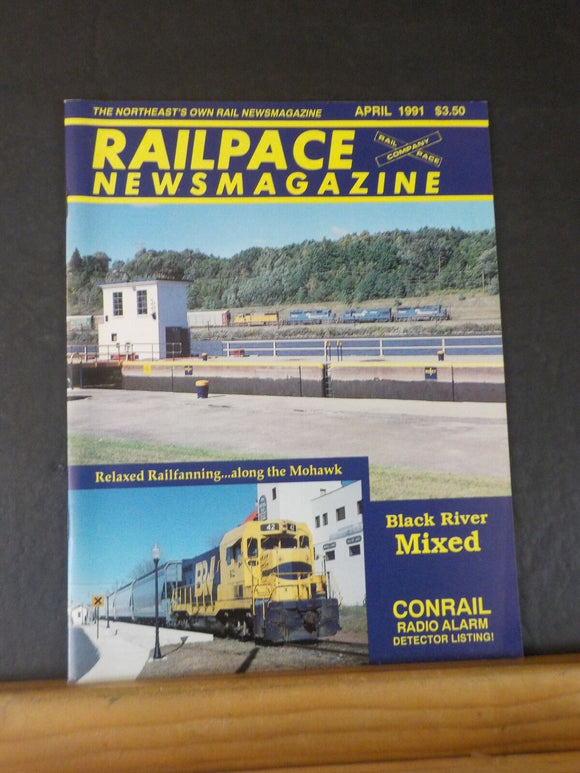 THE NORTHEAST'S OWN RAIL NEWSMAGAZINE APRIL 1991 $3.50
RAILPACE
NEWSMAGAZINE
RAIL
COMPANY
PACE
Relaxed Railfanning...along the Mohawk
42
Black River
Mixed
CONRAIL
RADIO ALARM
DETECTOR LISTING!